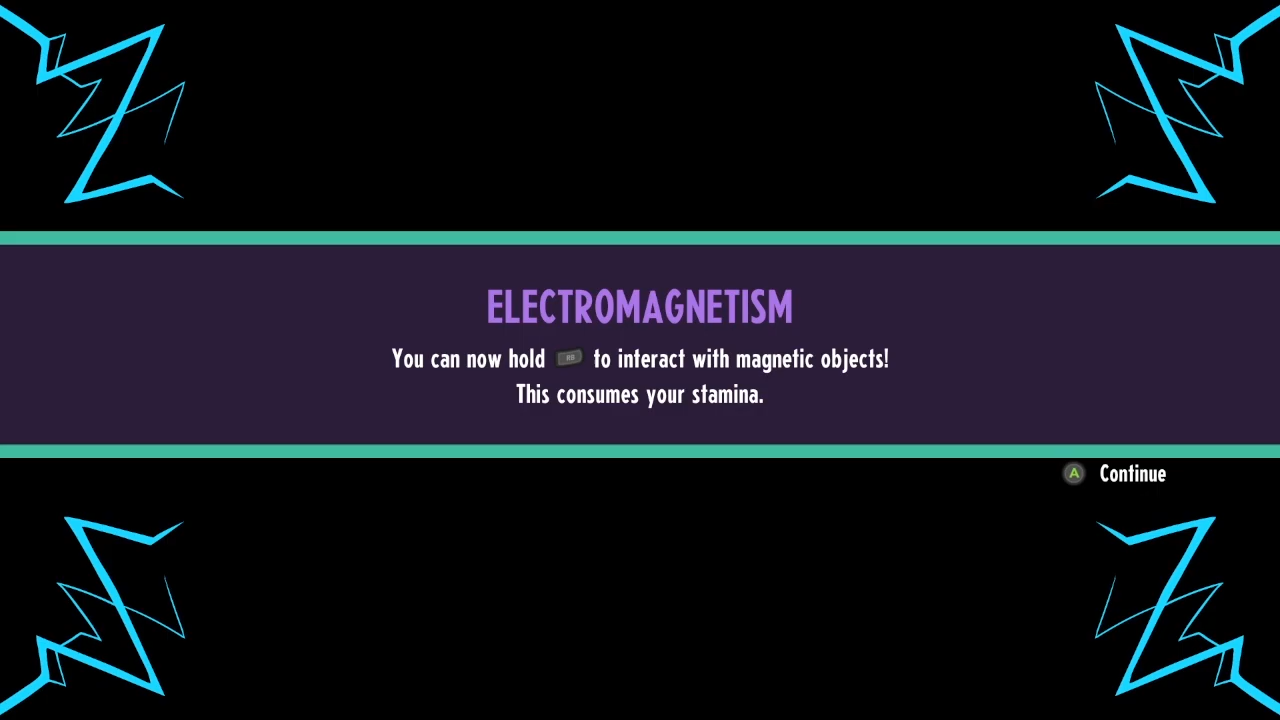 ELECTROMAGNETISM
You can now hold RB to interact with magnetic objects!
This consumes your stamina.
A Continue